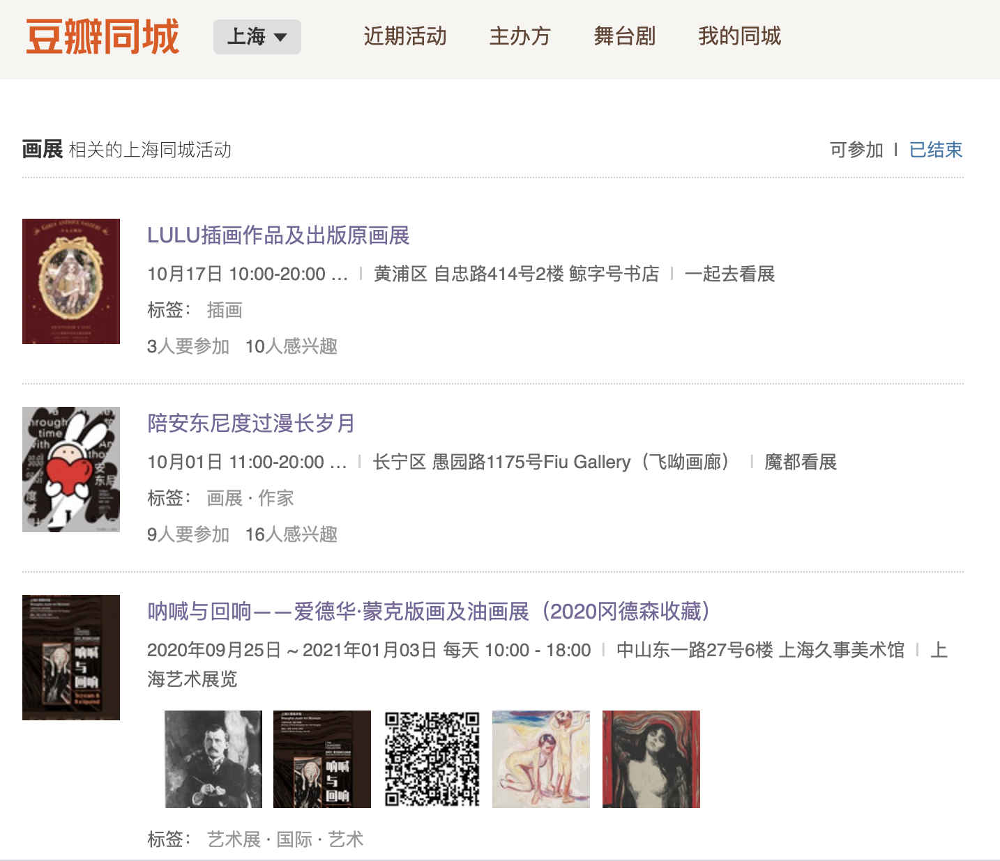 豆瓣同城 上海 近期活动 主办方 舞台剧 我的同城
画展 相关的上海同城活动 可参加 | 已结束
LULU插画作品及出版原画展
10月17日 10:00-20:00 ... | 黄浦区 自忠路414号2楼 鲸字号书店 | 一起去看展
标签： 插画
3人要参加 10人感兴趣
陪安东尼度过漫长岁月
10月01日 11:00-20:00 ... | 长宁区 愚园路1175号Fiu Gallery（飞呦画廊） | 魔都看展
标签： 画展 · 作家
9人要参加 16人感兴趣
呐喊与回响——爱德华·蒙克版画及油画展（2020冈德森收藏）
2020年09月25日 ~ 2021年01月03日 每天 10:00 - 18:00 | 中山东一路27号6楼 上海久事美术馆 | 上
海艺术展览
呐喊
与
回响
呐喊
与
回响
标签： 艺术展 · 国际 · 艺术